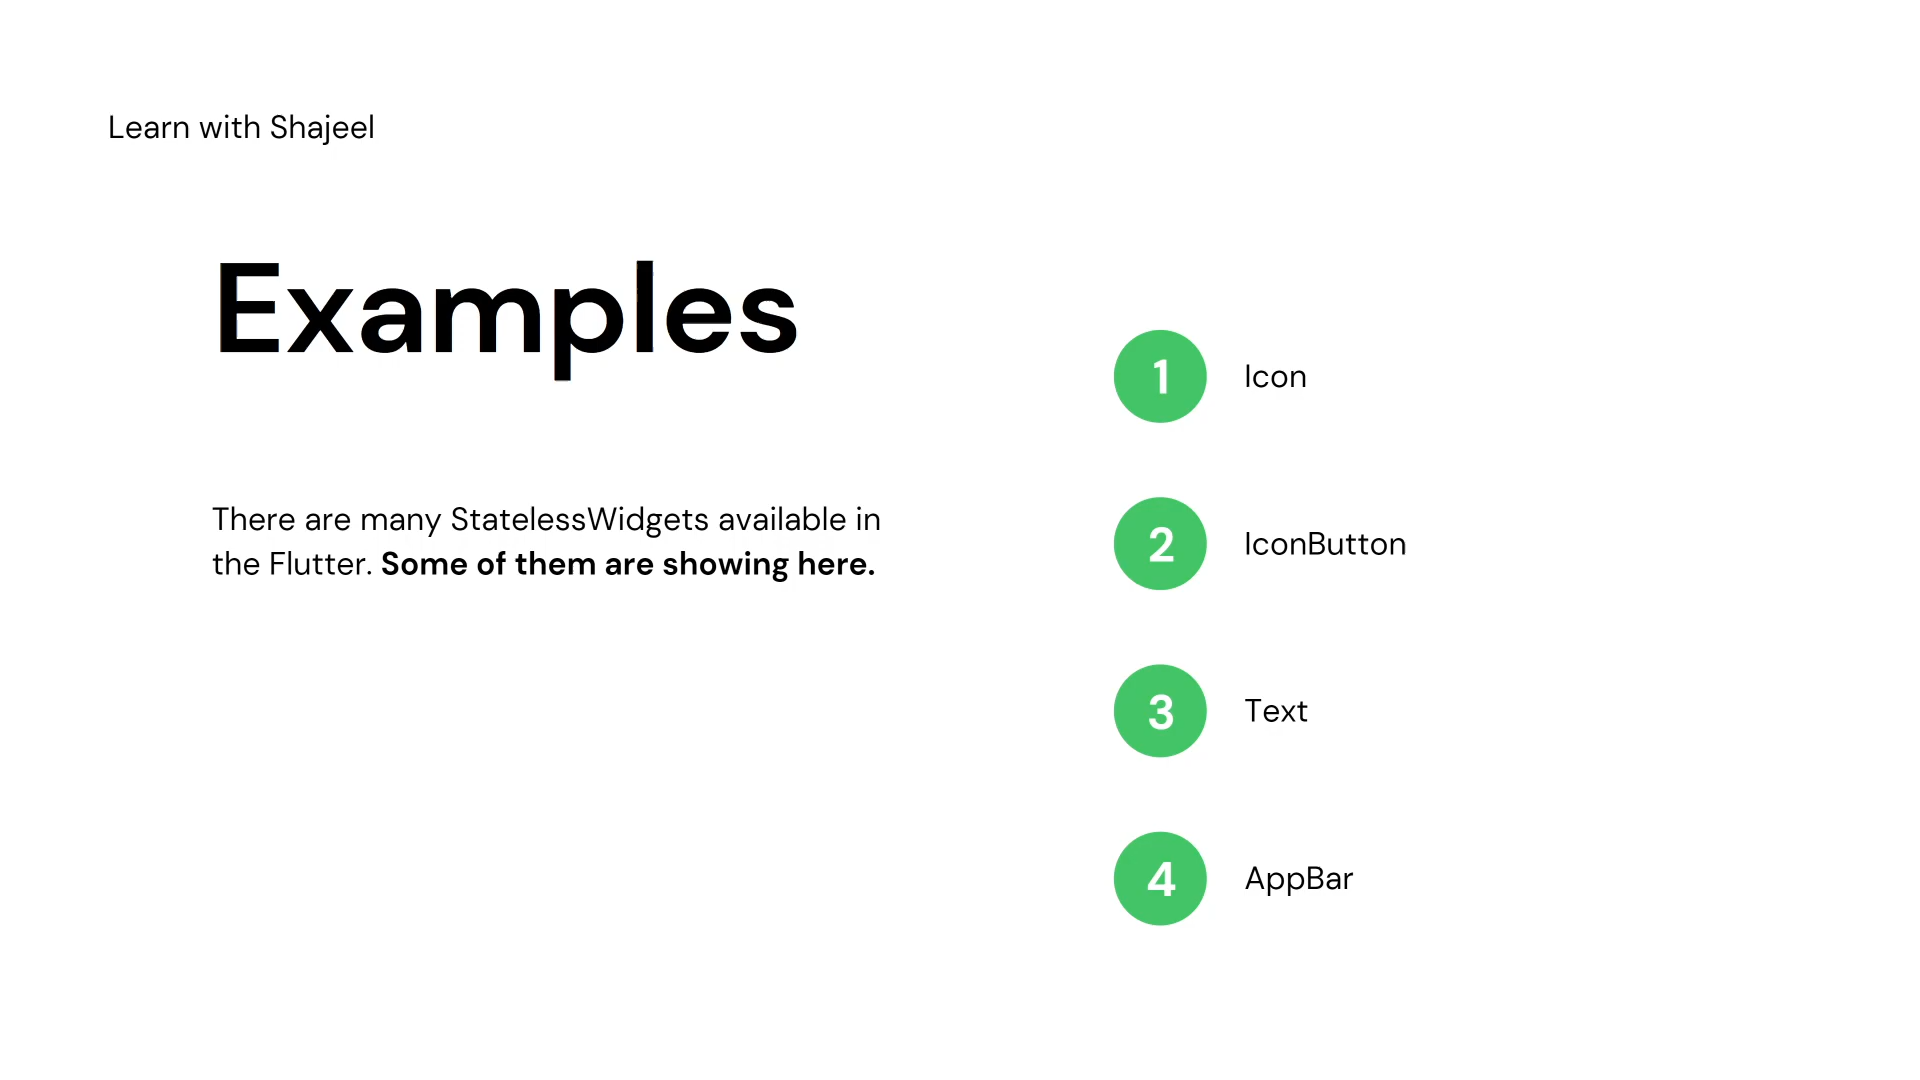 Learn with Shajeel
Examples
There are many StatelessWidgets available in
the Flutter. Some of them are showing here.
1 Icon
2 IconButton
3 Text
4 AppBar